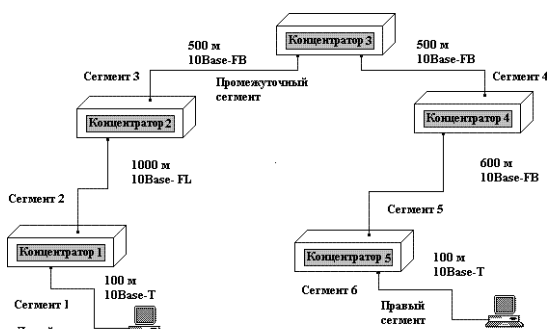 Концентратор 3
500 м
10Base-FB
500 м
10Base-FB
Сегмент 3
Промежуточный
сегмент
Сегмент 4
Концентратор 2
Концентратор 4
1000 м
10Base- FL
600 м
10Base-FB
Сегмент 2
Сегмент 5
Концентратор 1
Концентратор 5
100 м
10Base-T
100 м
10Base-T
Сегмент 1
Сегмент 6
Правый
сегмент